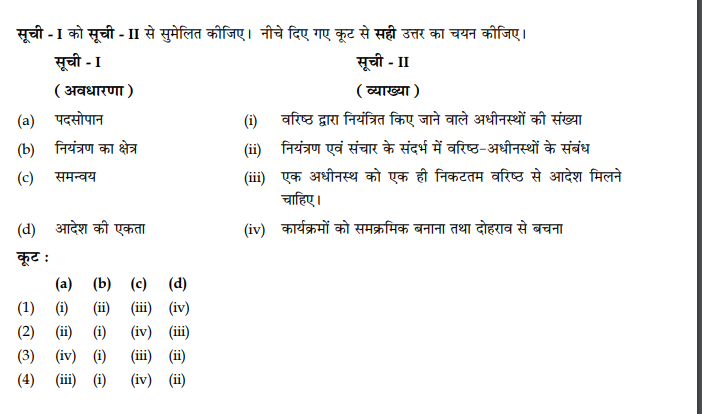 सूची - I को सूची - II से सुमेलित कीजिए। नीचे दिए गए कूट से सही उत्तर का चयन कीजिए।
सूची - I सूची - II
( अवधारणा ) ( व्याख्या )
(a) पदसोपान (i) वरिष्ठ द्वारा नियंत्रित किए जाने वाले अधीनस्थों की संख्या
(b) नियंत्रण का क्षेत्र (ii) नियंत्रण एवं संचार के संदर्भ में वरिष्ठ-अधीनस्थों के संबंध
(c) समन्वय (iii) एक अधीनस्थ को एक ही निकटतम वरिष्ठ से आदेश मिलने
चाहिए।
(d) आदेश की एकता (iv) कार्यक्रमों को समक्रमिक बनाना तथा दोहराव से बचना
कूट :
(a) (b) (c) (d)
(1) (i) (ii) (iii) (iv)
(2) (ii) (i) (iv) (iii)
(3) (iv) (i) (iii) (ii)
(4) (iii) (i) (iv) (ii)